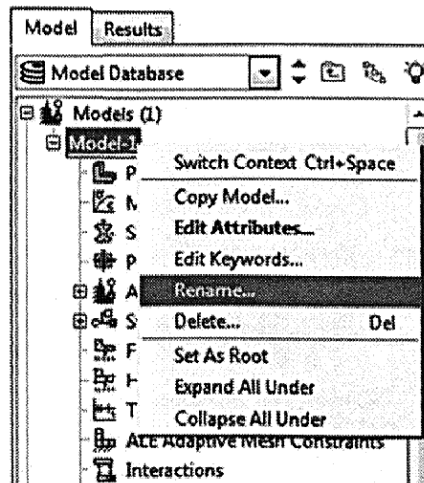 Model Results
Model Database
Models (1)
Model-1
Switch Context Ctrl+Space
P
Copy Model...
M
Edit Attributes...
S
Edit Keywords...
P
Rename...
A
Delete... Del
S
Set As Root
F
Expand All Under
H
Collapse All Under
T
ALE Adaptive Mesh Constraints
Interactions